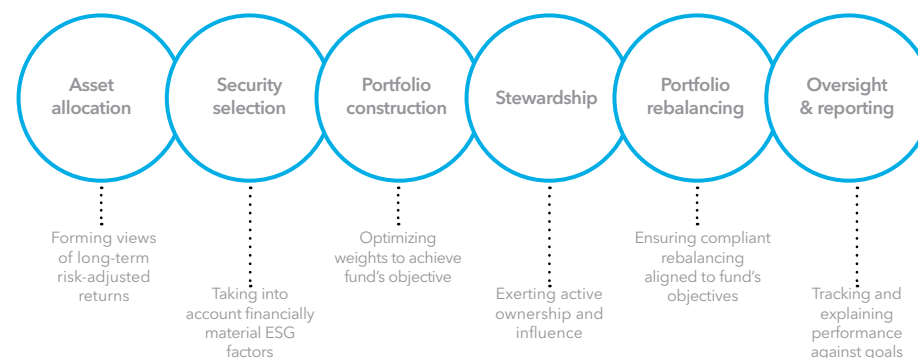 Asset
allocation
Security
selection
Portfolio
construction
Stewardship
Portfolio
rebalancing
Oversight
& reporting
Forming views
of long-term
risk-adjusted
returns
Taking into
account financially
material ESG
factors
Optimizing
weights to achieve
fund’s objective
Exerting active
ownership and
influence
Ensuring compliant
rebalancing
aligned to fund’s
objectives
Tracking and
explaining
performance
against goals